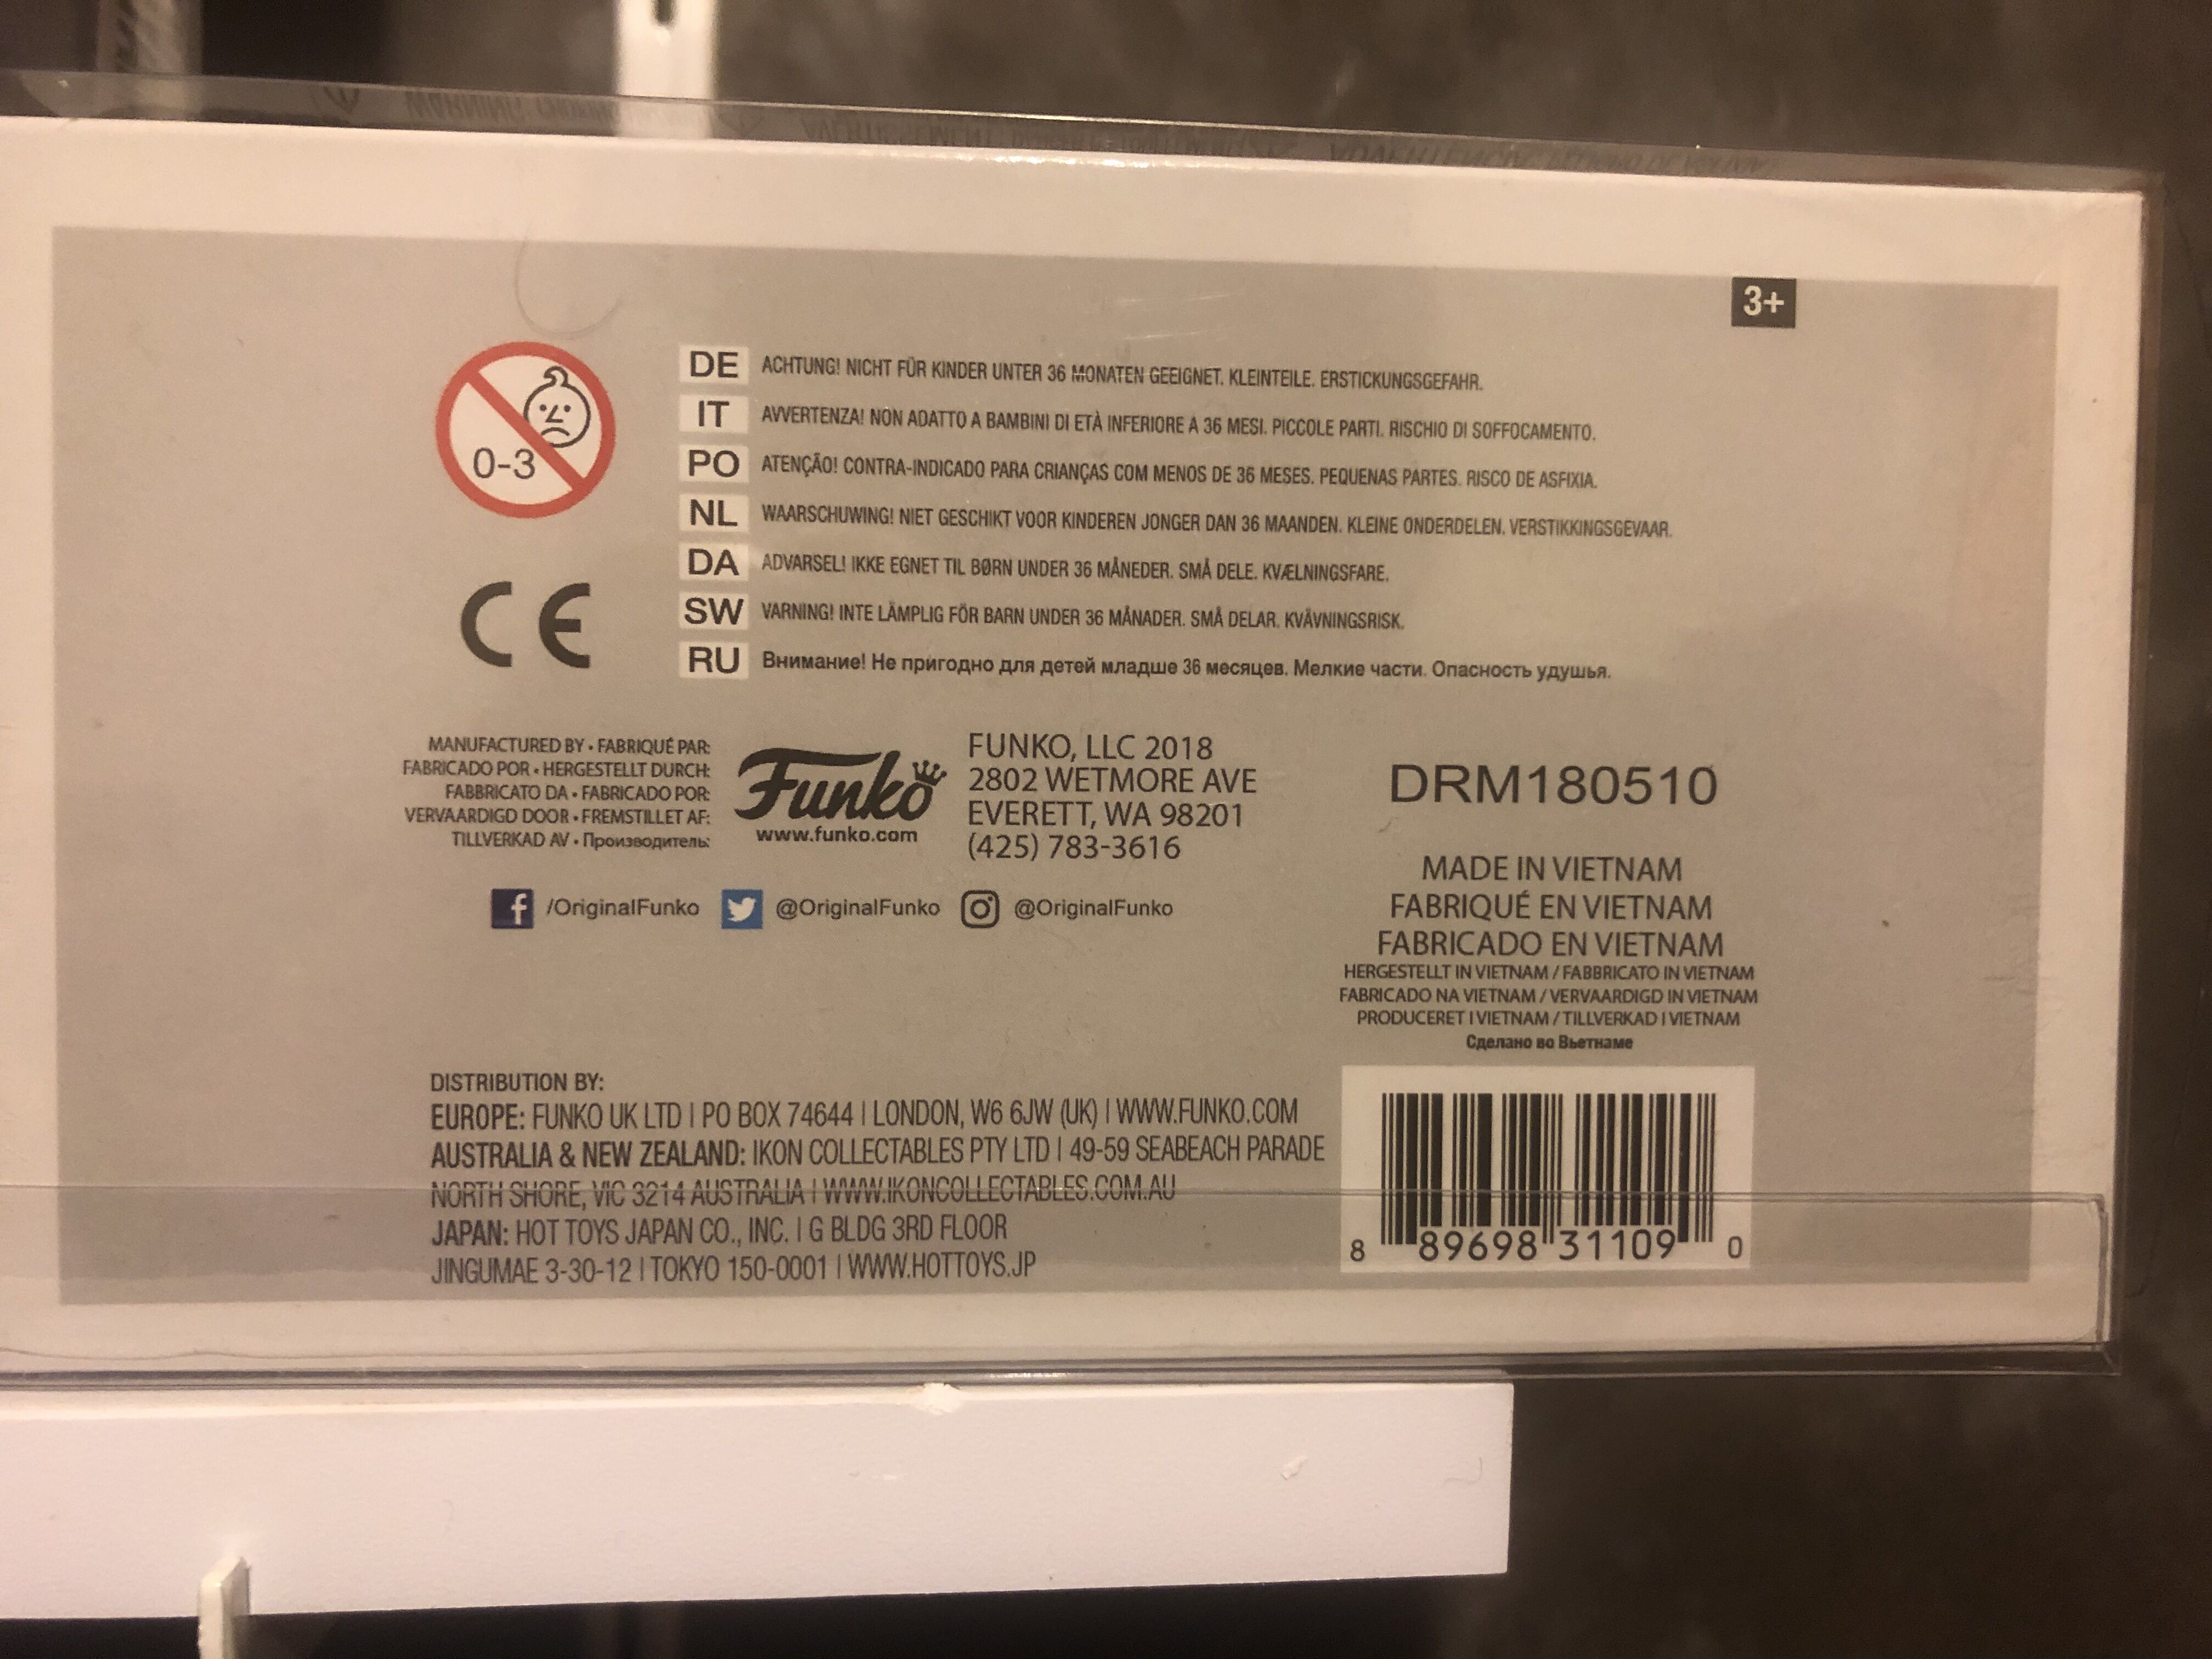 3+
0-3
DE ACHTUNG! NICHT FÜR KINDER UNTER 36 MONATEN GEEIGNET. KLEINTEILE. ERSTICKUNGSGEFAHR.
IT AVVERTENZA! NON ADATTO A BAMBINI DI ETÀ INFERIORE A 36 MESI. PICCOLE PARTI. RISCHIO DI SOFFOCAMENTO.
PO ATENÇÃO! CONTRA-INDICADO PARA CRIANÇAS COM MENOS DE 36 MESES. PEQUENAS PARTES. RISCO DE ASFIXIA.
NL WAARSCHUWING! NIET GESCHIKT VOOR KINDEREN JONGER DAN 36 MAANDEN. KLEINE ONDERDELEN. VERSTIKKINGSGEVAAR.
DA ADVARSEL! IKKE EGNET TIL BØRN UNDER 36 MÅNEDER. SMÅ DELE. KVÆLNINGSFARE.
SW VARNING! INTE LÄMPLIG FÖR BARN UNDER 36 MÅNADER. SMÅ DELAR. KVÄVNINGSRISK.
RU Внимание! Не пригодно для детей младше 36 месяцев. Мелкие части. Опасность удушья.
CE
MANUFACTURED BY • FABRIQUÉ PAR:
FABRICADO POR • HERGESTELLT DURCH:
FABBRICATO DA • FABRICADO POR:
VERVAARDIGD DOOR • FREMSTILLET AF:
TILLVERKAD AV • Производитель:
Funko
www.funko.com
FUNKO, LLC 2018
2802 WETMORE AVE
EVERETT, WA 98201
(425) 783-3616
/OriginalFunko @OriginalFunko @OriginalFunko
DRM180510
MADE IN VIETNAM
FABRIQUÉ EN VIETNAM
FABRICADO EN VIETNAM
HERGESTELLT IN VIETNAM / FABBRICATO IN VIETNAM
FABRICADO NA VIETNAM / VERVAARDIGD IN VIETNAM
PRODUCERET I VIETNAM / TILLVERKAD I VIETNAM
Сделано во Вьетнаме
DISTRIBUTION BY:
EUROPE: FUNKO UK LTD | PO BOX 74644 | LONDON, W6 6JW (UK) | WWW.FUNKO.COM
AUSTRALIA & NEW ZEALAND: IKON COLLECTABLES PTY LTD | 49-59 SEABEACH PARADE
NORTH SHORE, VIC 3214 AUSTRALIA | WWW.IKONCOLLECTABLES.COM.AU
JAPAN: HOT TOYS JAPAN CO., INC. | G BLDG 3RD FLOOR
JINGUMAE 3-30-12 | TOKYO 150-0001 | WWW.HOTTOYS.JP
8 89698 31109 0